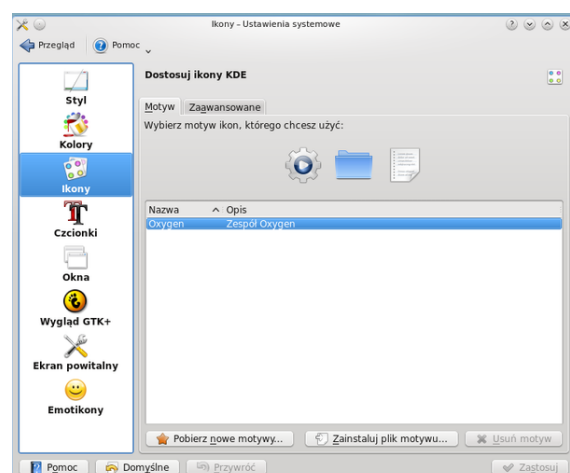 Ikony – Ustawienia systemowe
Przegląd Pomoc
Styl
Kolory
Ikony
Czcionki
Okna
Wygląd GTK+
Ekran powitalny
Emotikony
Dostosuj ikony KDE
Motyw Zaawansowane
Wybierz motyw ikon, którego chcesz użyć:
Nazwa Opis
Oxygen Zespół Oxygen
Pobierz nowe motywy... Zainstaluj plik motywu... Usuń motyw
Pomoc Domyślne Przywróć Zastosuj